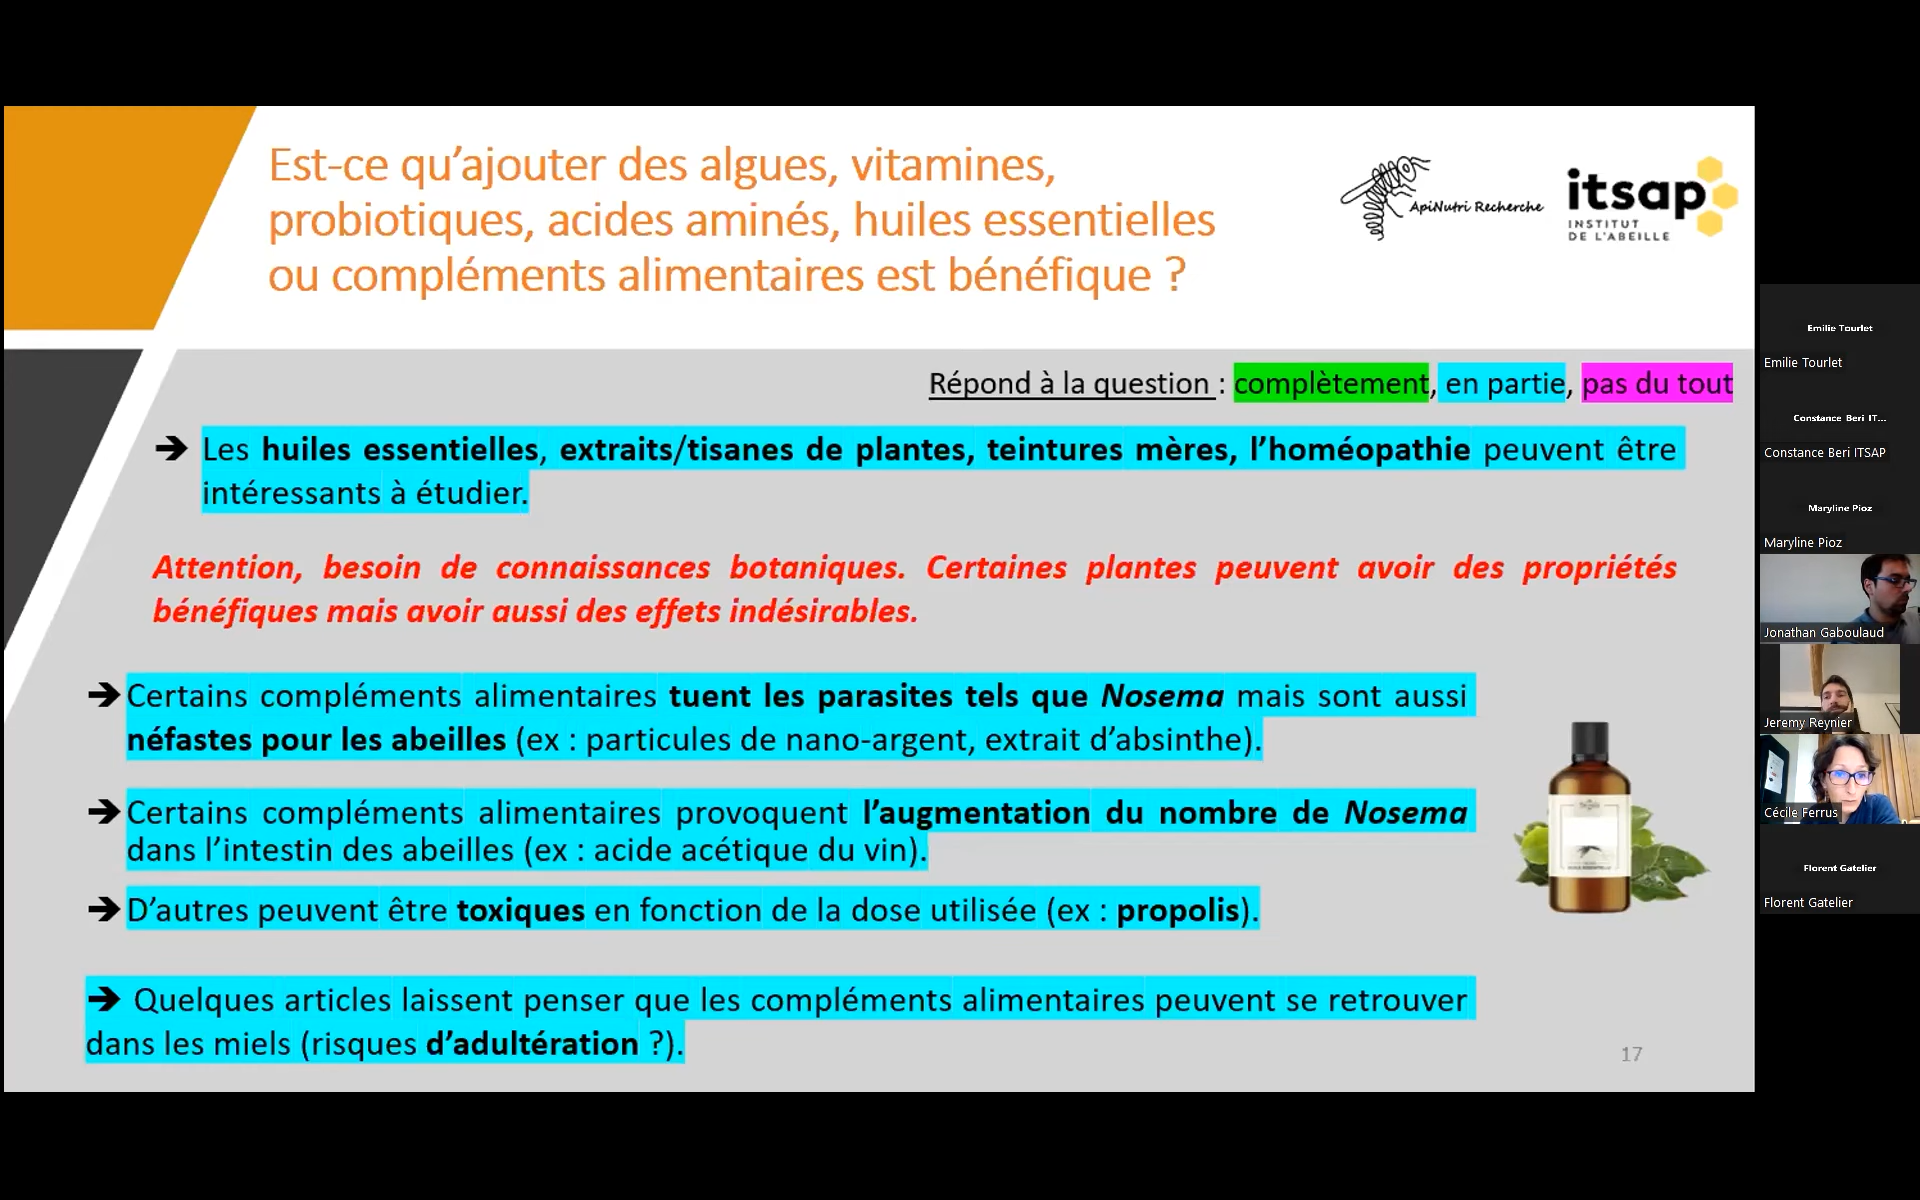 Est-ce qu’ajouter des algues, vitamines,
probiotiques, acides aminés, huiles essentielles
ou compléments alimentaires est bénéfique ?
ApiNutri Recherche
itsap
INSTITUT
DE L'ABEILLE
Répond à la question : complètement, en partie, pas du tout
➔ Les huiles essentielles, extraits/tisanes de plantes, teintures mères, l’homéopathie peuvent être
intéressants à étudier.
Attention, besoin de connaissances botaniques. Certaines plantes peuvent avoir des propriétés
bénéfiques mais avoir aussi des effets indésirables.
➔ Certains compléments alimentaires tuent les parasites tels que Nosema mais sont aussi
néfastes pour les abeilles (ex : particules de nano-argent, extrait d’absinthe).
➔ Certains compléments alimentaires provoquent l’augmentation du nombre de Nosema
dans l’intestin des abeilles (ex : acide acétique du vin).
➔ D’autres peuvent être toxiques en fonction de la dose utilisée (ex : propolis).
➔ Quelques articles laissent penser que les compléments alimentaires peuvent se retrouver
dans les miels (risques d’adultération ?).
17
Emilie Tourlet
Emilie Tourlet
Constance Beri IT...
Constance Beri ITSAP
Maryline Pioz
Maryline Pioz
Jonathan Gaboulaud
Jeremy Reynier
Cécile Ferrus
Florent Gatelier
Florent Gatelier